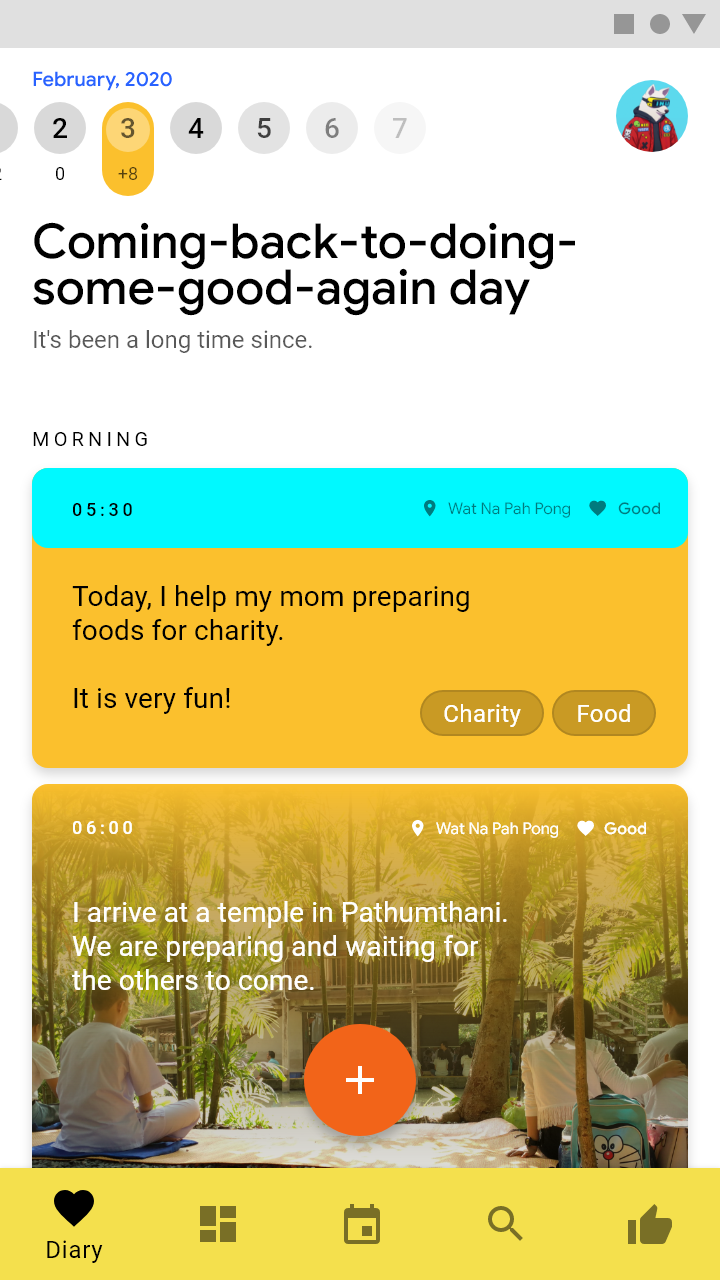 February, 2020
2 3 4 5 6 7
0 +8
Coming-back-to-doing-
some-good-again day
It's been a long time since.
MORNING
05:30 Wat Na Pah Pong Good
Today, I help my mom preparing
foods for charity.
It is very fun!
Charity Food
06:00 Wat Na Pah Pong Good
I arrive at a temple in Pathumthani.
We are preparing and waiting for
the others to come.
Diary